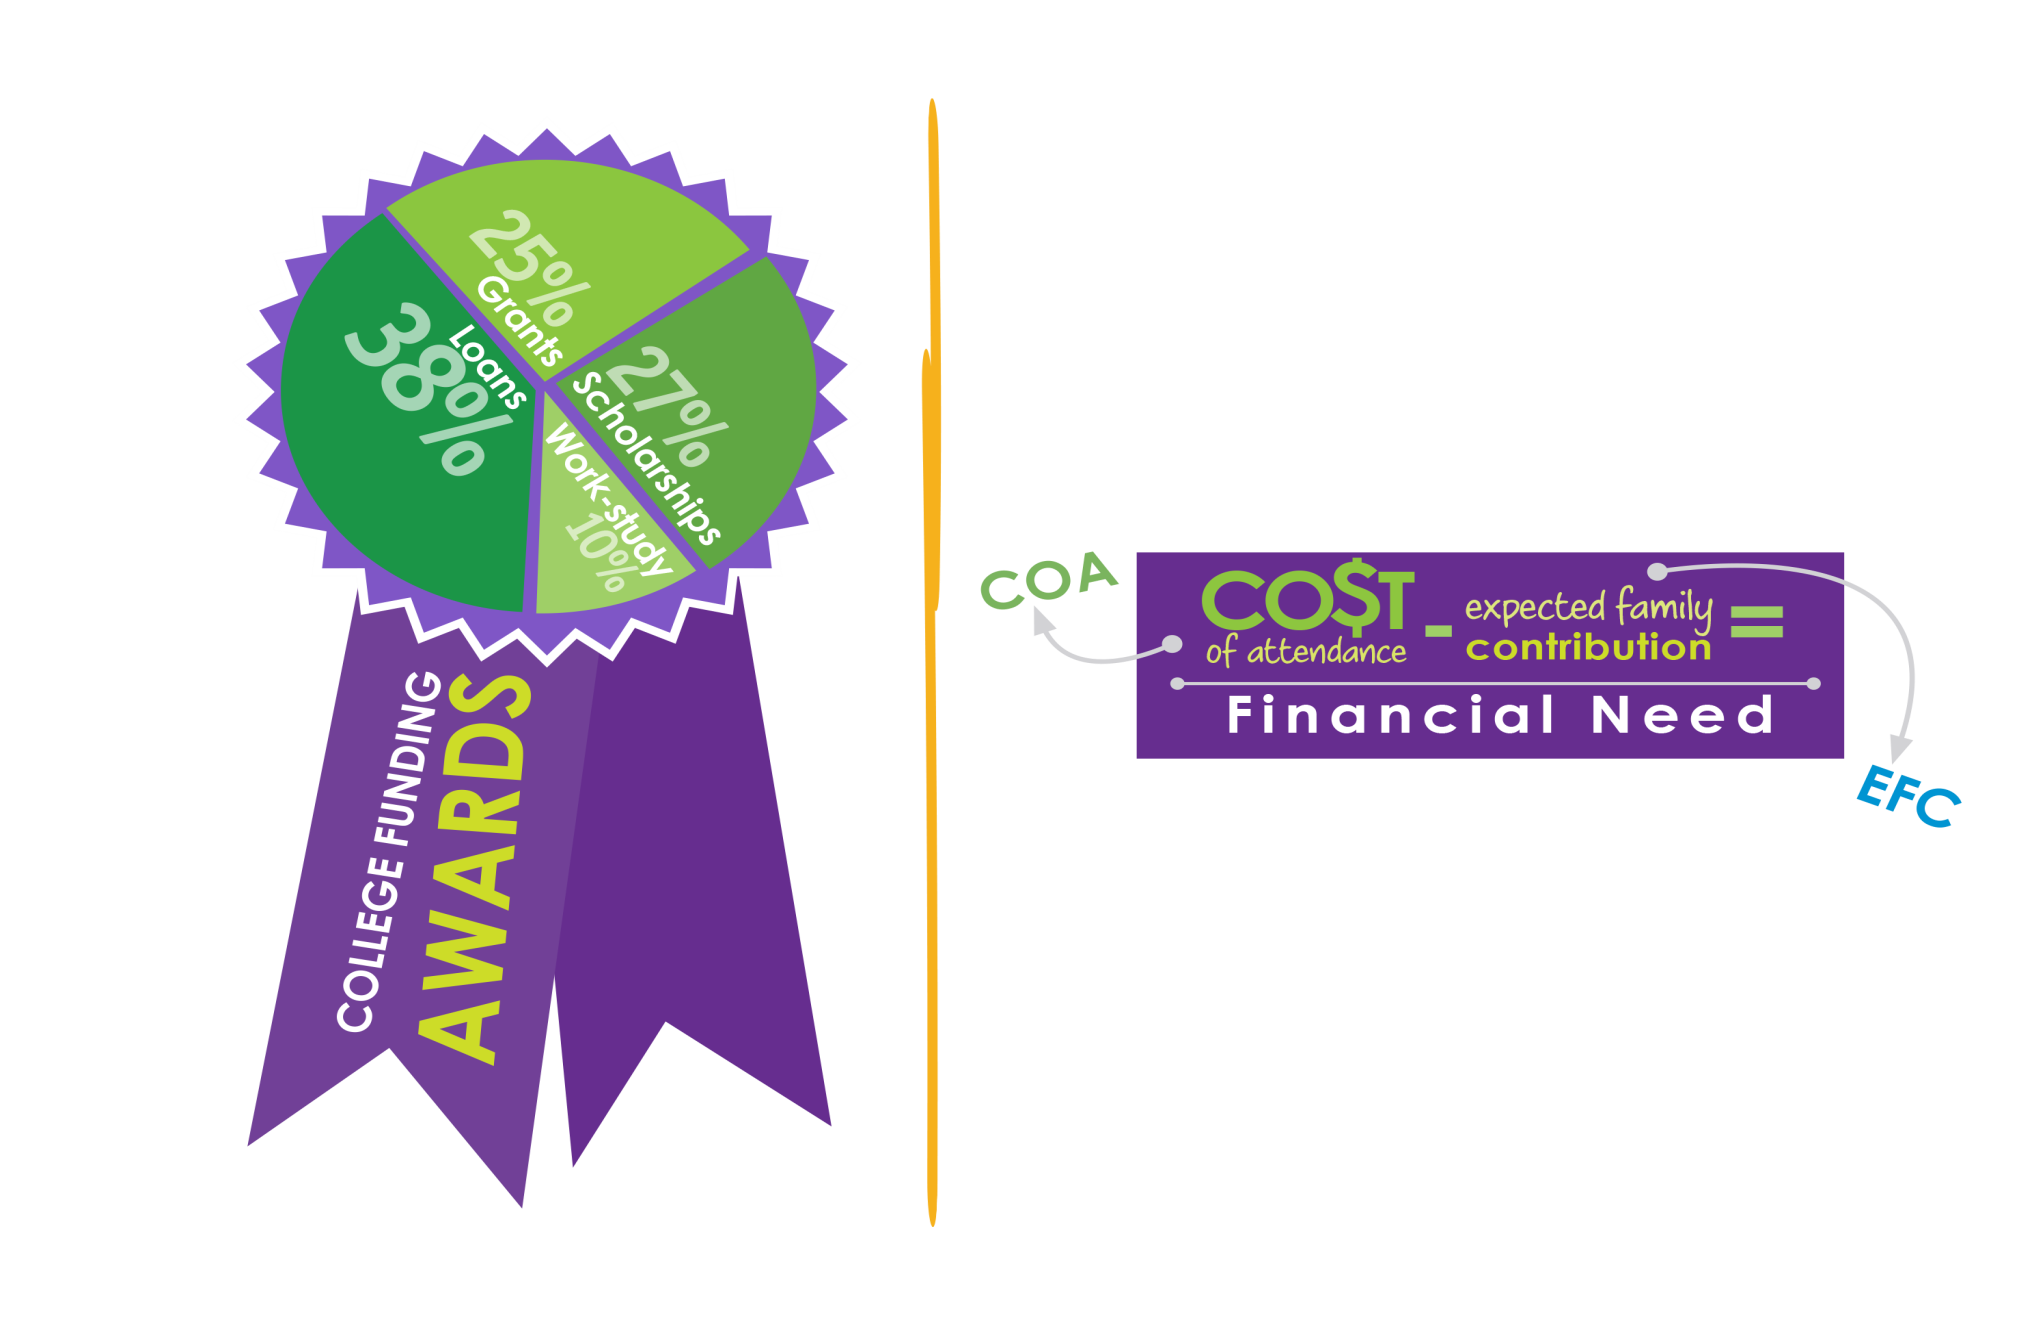 25%
Grants
38%
Loans
27%
Scholarships
Work-study
10%
COLLEGE FUNDING
AWARDS
COA
CO$T
of attendance
-
expected family
contribution
=
Financial Need
EFC